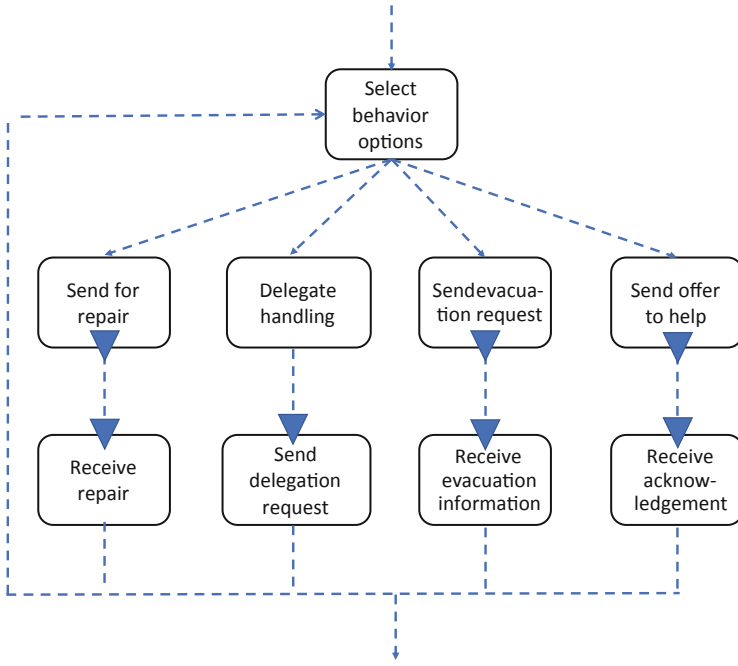 Select
behavior
options
Send for
repair
Delegate
handling
Sendevacua-
tion request
Send offer
to help
Receive
repair
Send
delegation
request
Receive
evacuation
information
Receive
acknow-
ledgement